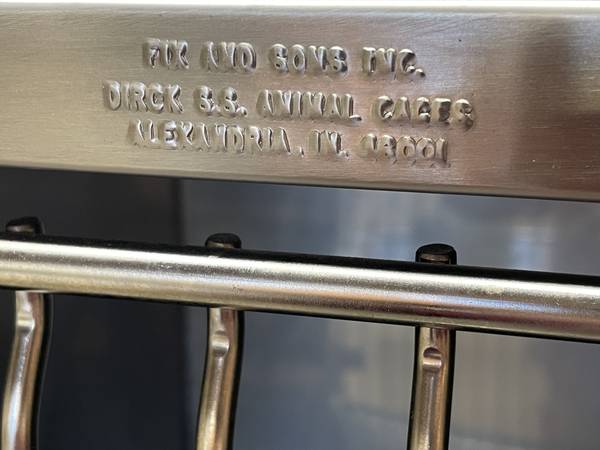 FIX AND SONS INC.
DIRCK S.S. ANIMAL CAGES
ALEXANDRIA, IN. 46001